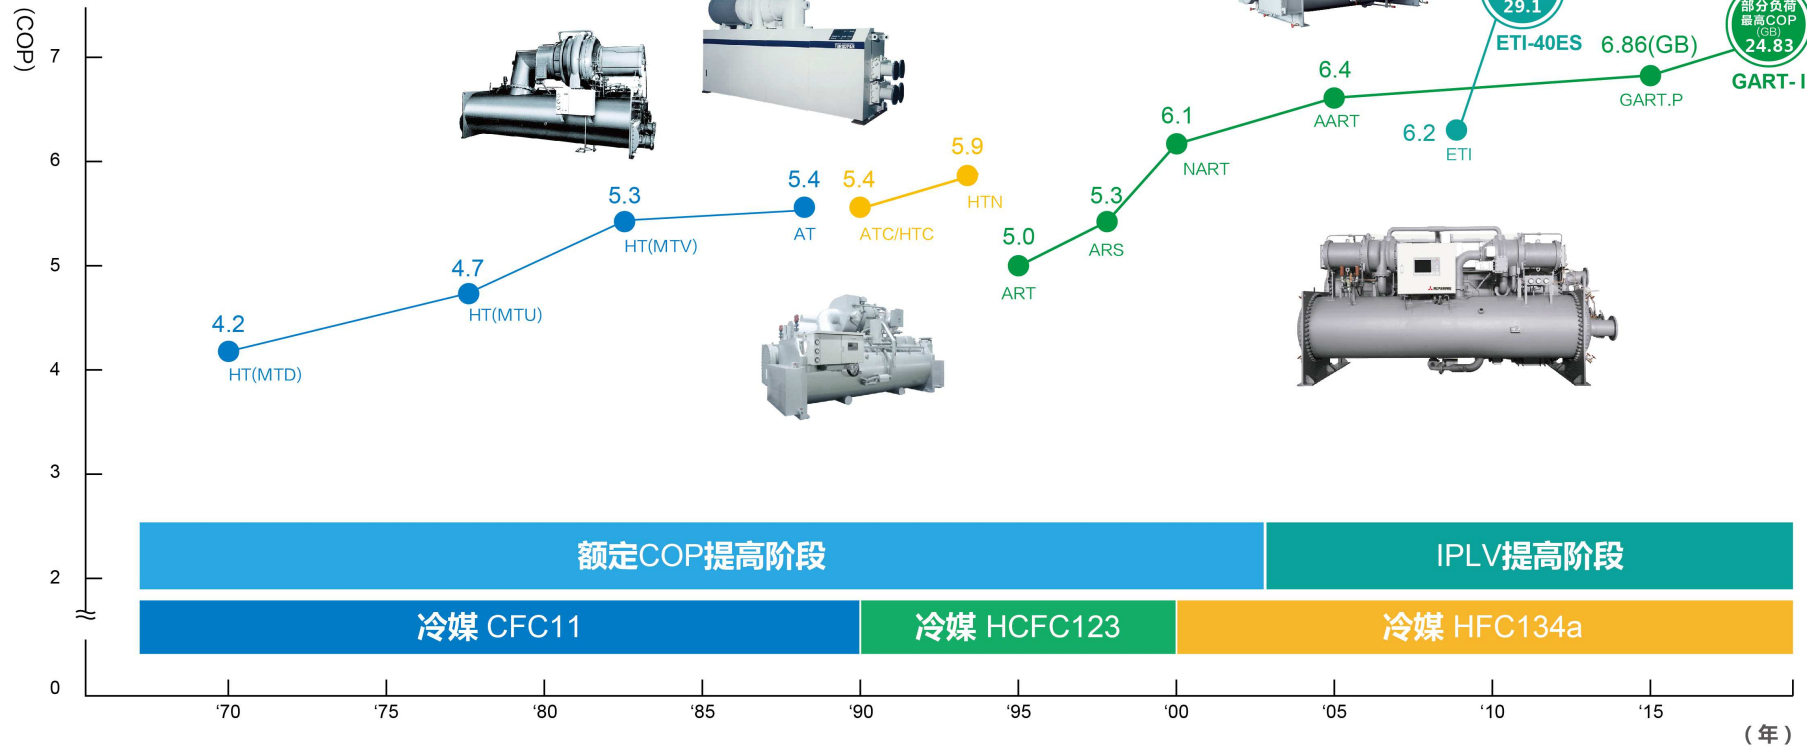 (COP)
29.1
ETI-40ES
部分负荷
最高COP
(GB)
24.83
GART-I
7
6.86(GB)
GART.P
6.4
AART
6.1
NART
6.2
ETI
6
5.9
HTN
5.4
AT
5.4
ATC/HTC
5.3
HT(MTV)
5.3
ARS
5
5.0
ART
4.7
HT(MTU)
4.2
HT(MTD)
4
3
额定COP提高阶段
IPLV提高阶段
2
冷媒 CFC11
冷媒 HCFC123
冷媒 HFC134a
0
‘70
‘75
‘80
‘85
‘90
‘95
‘00
‘05
‘10
‘15
(年)